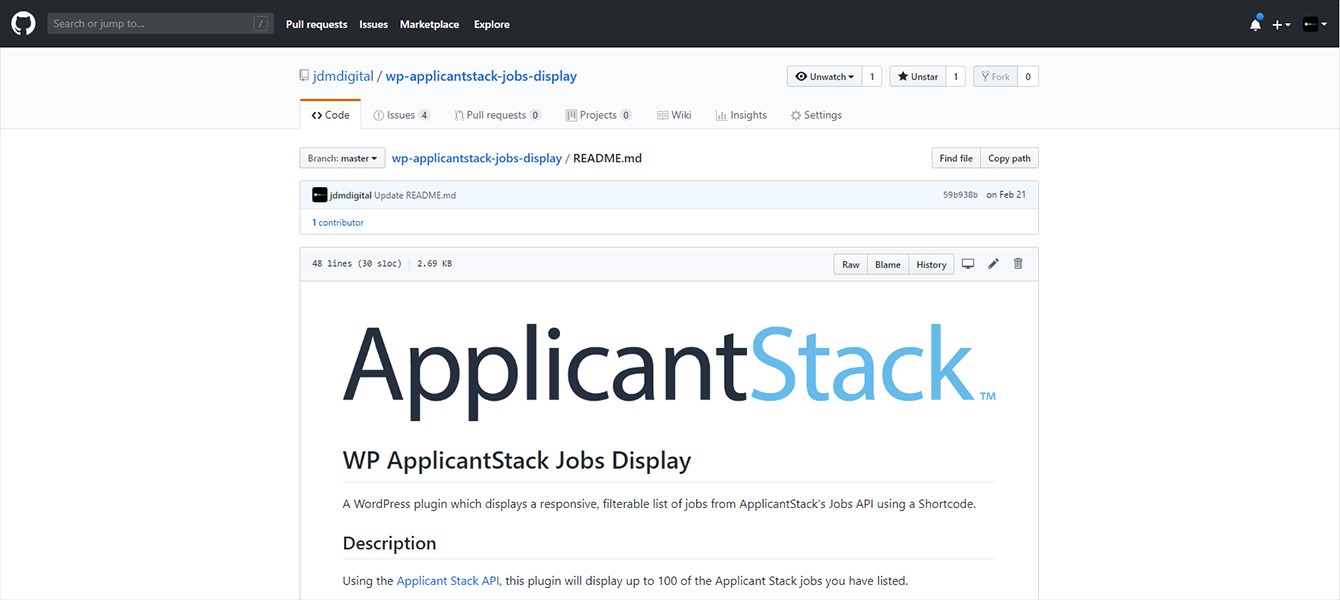 Search or jump to... /
Pull requests Issues Marketplace Explore
jdmdigital / wp-applicantstack-jobs-display
Unwatch 1 Unstar 1 Fork 0
Code Issues 4 Pull requests 0 Projects 0 Wiki Insights Settings
Branch: master wp-applicantstack-jobs-display / README.md Find file Copy path
jdmdigital Update README.md 59b938b on Feb 21
1 contributor
48 lines (30 sloc) 2.69 KB Raw Blame History
ApplicantStack TM
WP ApplicantStack Jobs Display
A WordPress plugin which displays a responsive, filterable list of jobs from ApplicantStack's Jobs API using a Shortcode.
Description
Using the Applicant Stack API, this plugin will display up to 100 of the Applicant Stack jobs you have listed.